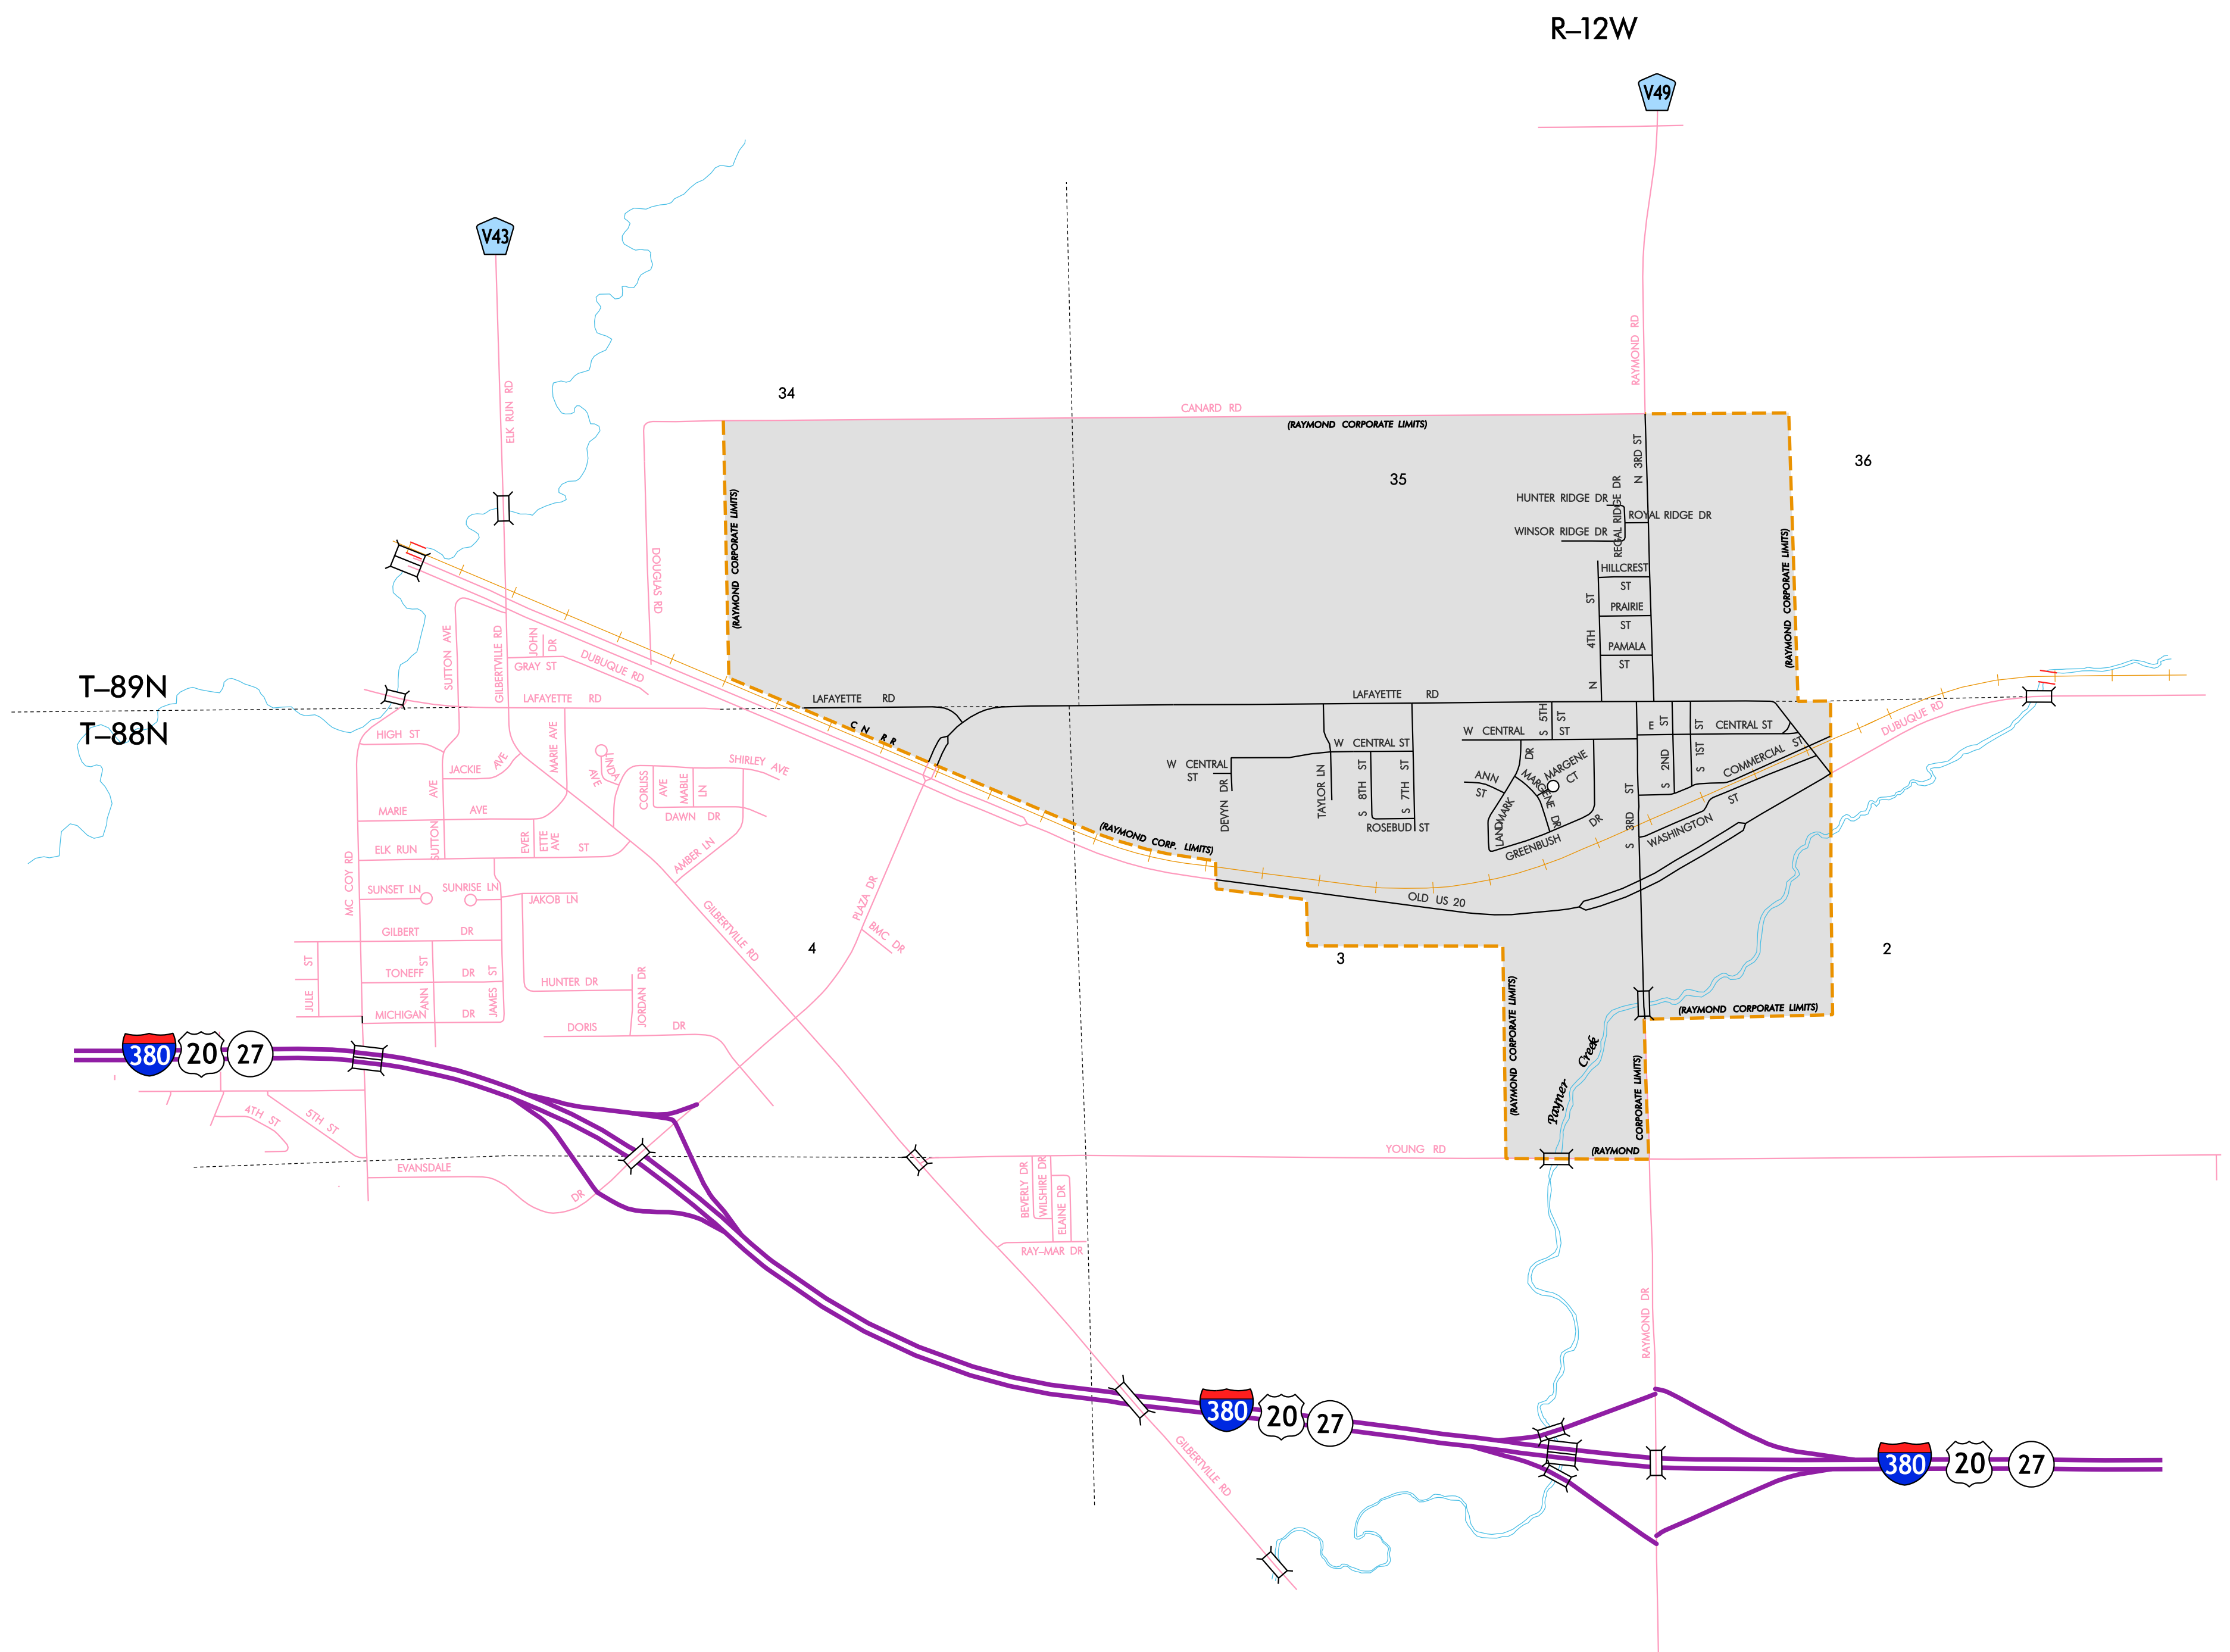 R–12W
V49
V43
ELK RUN RD
RAYMOND RD
34
CANARD RD
(RAYMOND CORPORATE LIMITS)
36
35
N 3RD ST
HUNTER RIDGE DR
REGAL RIDGE DR
ROYAL RIDGE DR
WINSOR RIDGE DR
(RAYMOND CORPORATE LIMITS)
(RAYMOND CORPORATE LIMITS)
DOUGLAS RD
HILLCREST
ST
PRAIRIE
ST
PAMALA
ST
N 4TH ST
SUTTON AVE
GILBERTVILLE RD
JOHN DR
GRAY ST
DUBUQUE RD
T–89N
T–88N
LAFAYETTE RD
LAFAYETTE RD
LAFAYETTE RD
C N RR
DUBUQUE RD
HIGH ST
JACKIE AVE
MARIE AVE
LINDA AVE
SHIRLEY AVE
CORLISS AVE
MABLE LN
DAWN DR
MARIE AVE
SUTTON AVE
ELK RUN ST
EVER
ETTE
AVE
AMBER LN
MC COY RD
SUNSET LN
SUNRISE LN
JAKOB LN
GILBERT DR
TONEFF DR
ANN ST
JAMES ST
JULE ST
MICHIGAN DR
HUNTER DR
JORDAN DR
DORIS DR
GILBERTVILLE RD
PLAZA DR
BMC DR
W CENTRAL ST
W CENTRAL
ST
DEVYN DR
TAYLOR LN
S 8TH ST
S 7TH ST
ROSEBUD ST
W CENTRAL ST
S 5TH ST
ANN
ST
LANDMARK DR
MARGENE DR
MARGENE
CT
GREENBUSH DR
E CENTRAL ST
S 2ND ST
S 1ST ST
COMMERCIAL ST
WASHINGTON ST
S 3RD ST
OLD US 20
(RAYMOND CORP. LIMITS)
4
3
2
(RAYMOND CORPORATE LIMITS)
(RAYMOND CORPORATE LIMITS)
(RAYMOND CORPORATE LIMITS)
Payner Creek
YOUNG RD
380
20
27
4TH ST
5TH ST
EVANSDALE DR
BEVERLY DR
WILSHIRE DR
ELAINE DR
RAY–MAR DR
RAYMOND DR
380
20
27
GILBERTVILLE RD
380
20
27